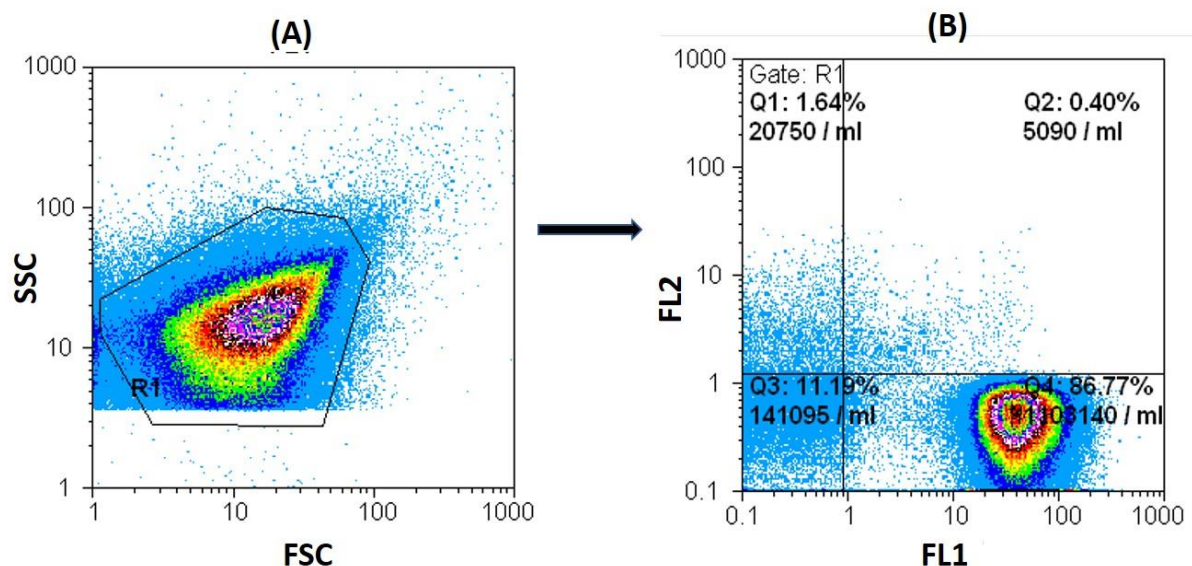 (A)
1000
100
10
1
SSC
R1
1
10
100
1000
FSC
(B)
1000
100
10
1
0.1
FL2
Gate: R1
Q1: 1.64%
20750 / ml
Q2: 0.40%
5090 / ml
Q3: 11.19%
141095 / ml
Q4: 86.77%
1103140 / ml
0.1
1
10
100
1000
FL1